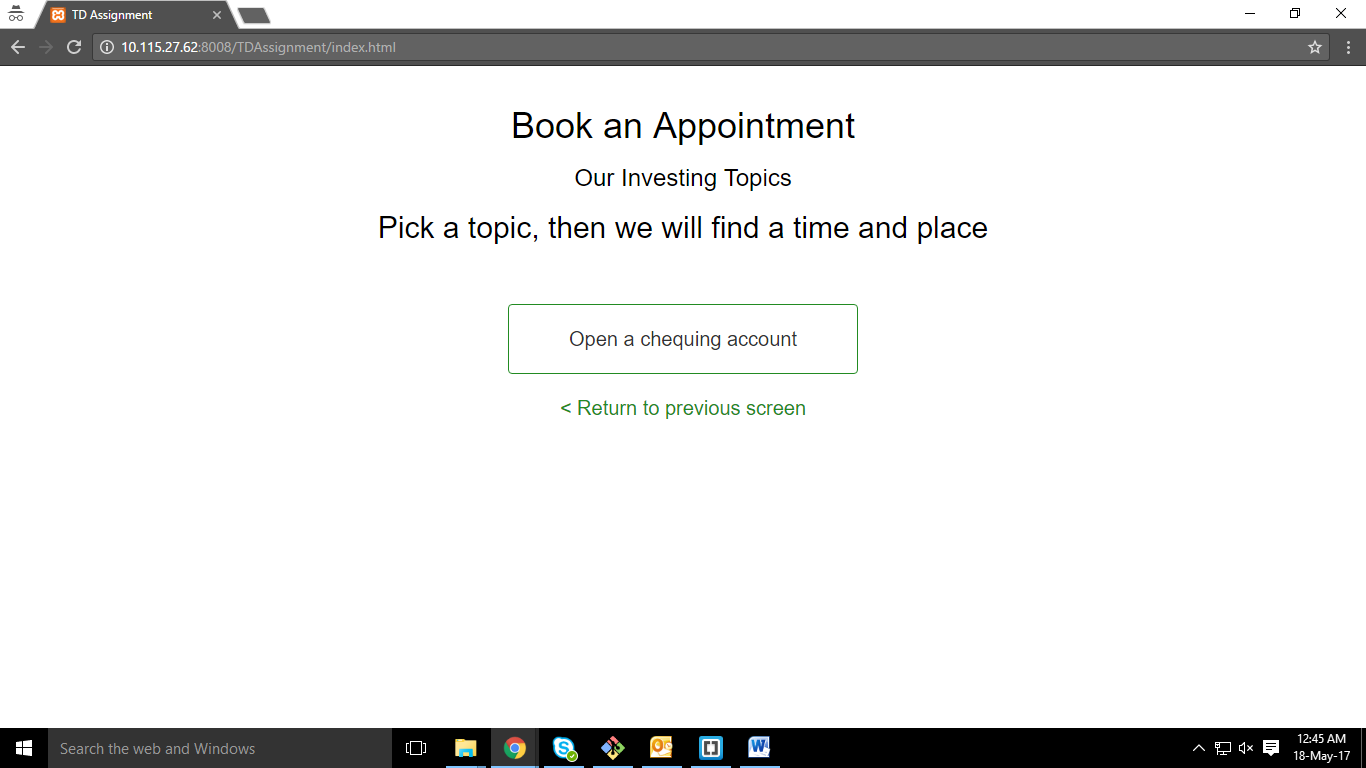 TD Assignment
10.115.27.62:8008/TDAssignment/index.html
Book an Appointment
Our Investing Topics
Pick a topic, then we will find a time and place
Open a chequing account
< Return to previous screen
Search the web and Windows
12:45 AM
18-May-17